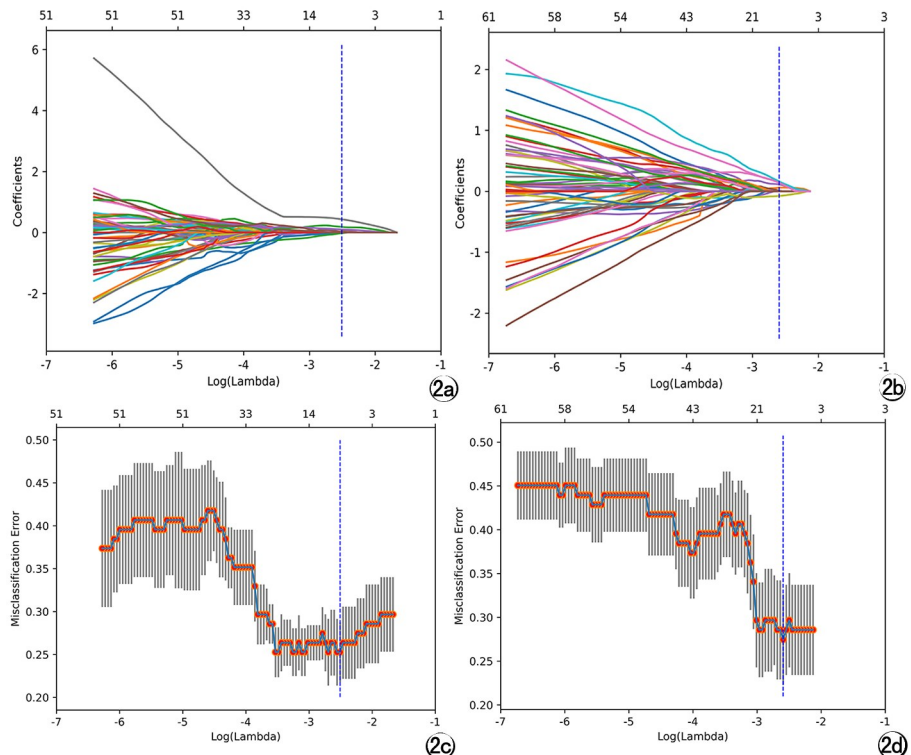 51 51 51 33 14 3 1
6
4
2
0
-2
Coefficients
-7 -6 -5 -4 -3 -2 -1
Log(Lambda)
2a
61 58 54 43 21 3 3
2
1
0
-1
-2
Coefficients
-7 -6 -5 -4 -3 -2 -1
Log(Lambda)
2b
51 51 51 33 14 3 1
0.50
0.45
0.40
0.35
0.30
0.25
0.20
Misclassification Error
-7 -6 -5 -4 -3 -2 -1
Log(Lambda)
2c
61 58 54 43 21 3 3
0.50
0.45
0.40
0.35
0.30
0.25
0.20
Misclassification Error
-7 -6 -5 -4 -3 -2 -1
Log(Lambda)
2d